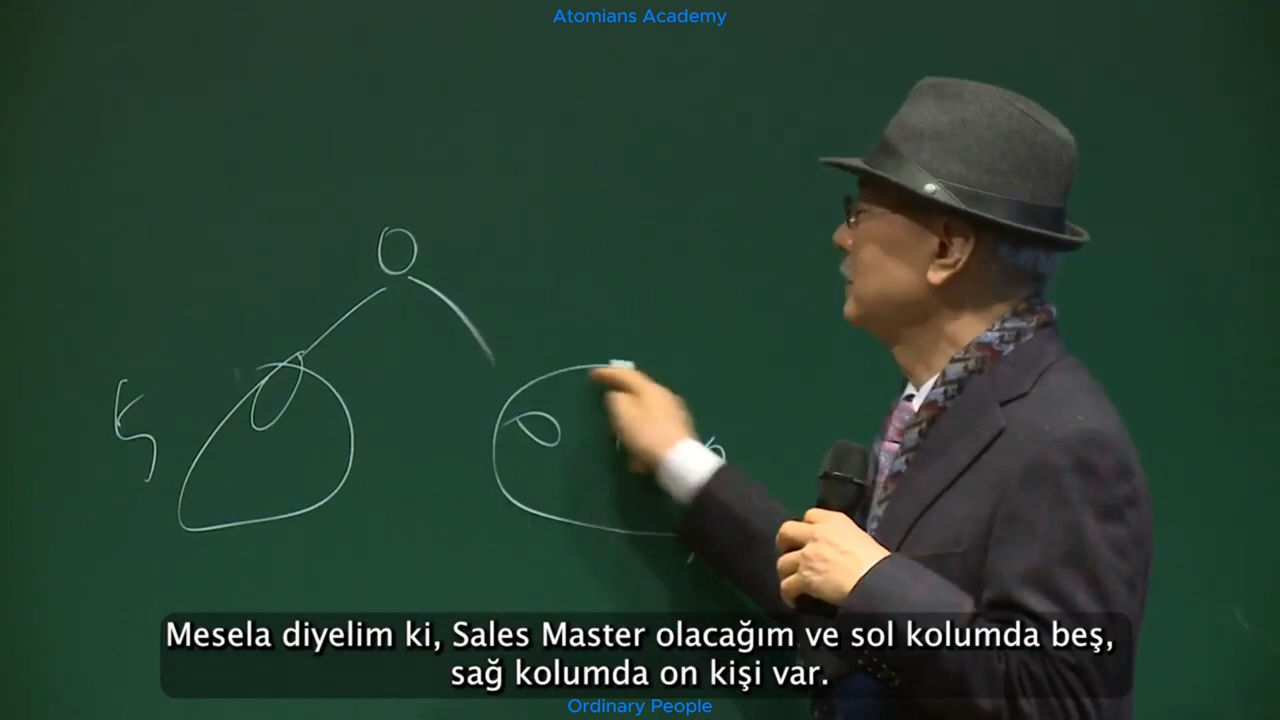 Atomians Academy
5
Mesela diyelim ki, Sales Master olacağım ve sol kolumda beş,
sağ kolumda on kişi var.
Ordinary People